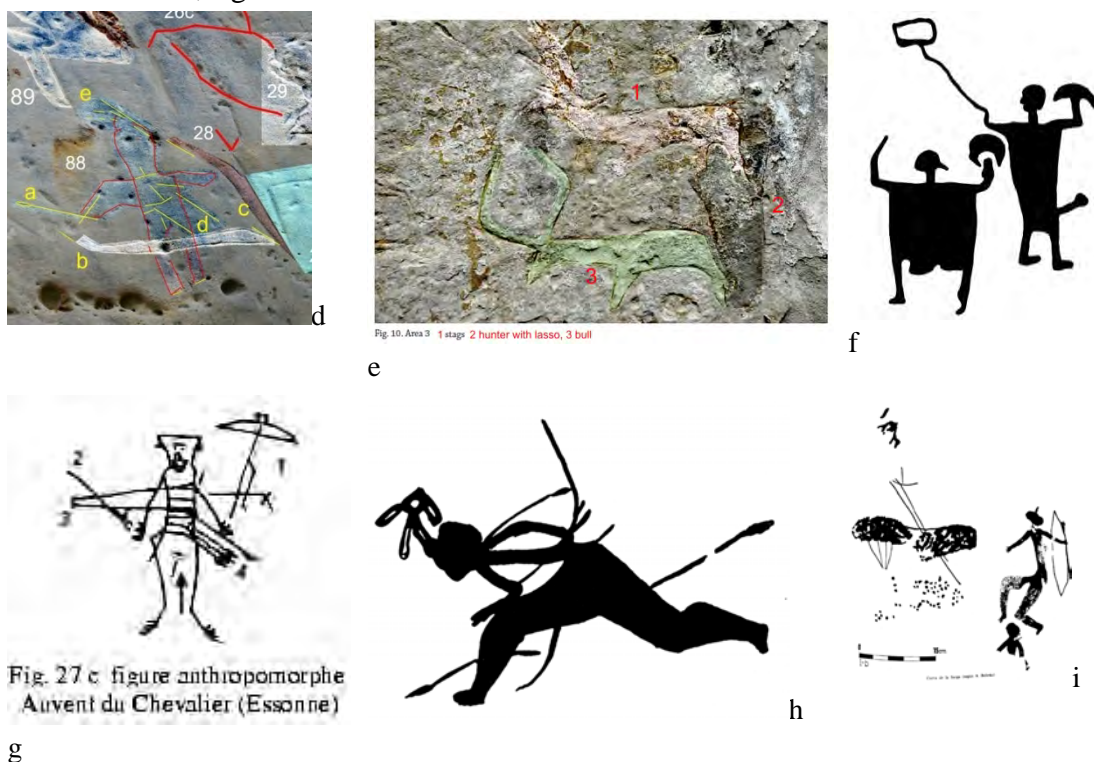 26c
89
e
29
28
88
a
c
d
b
d
1
2
3
Fig. 10. Area 3 1 stags 2 hunter with lasso, 3 bull
e
f
2
1
3
4
Fig. 27 c figure anthropomorphe
Auvent du Chevalier (Essonne)
g
h
i